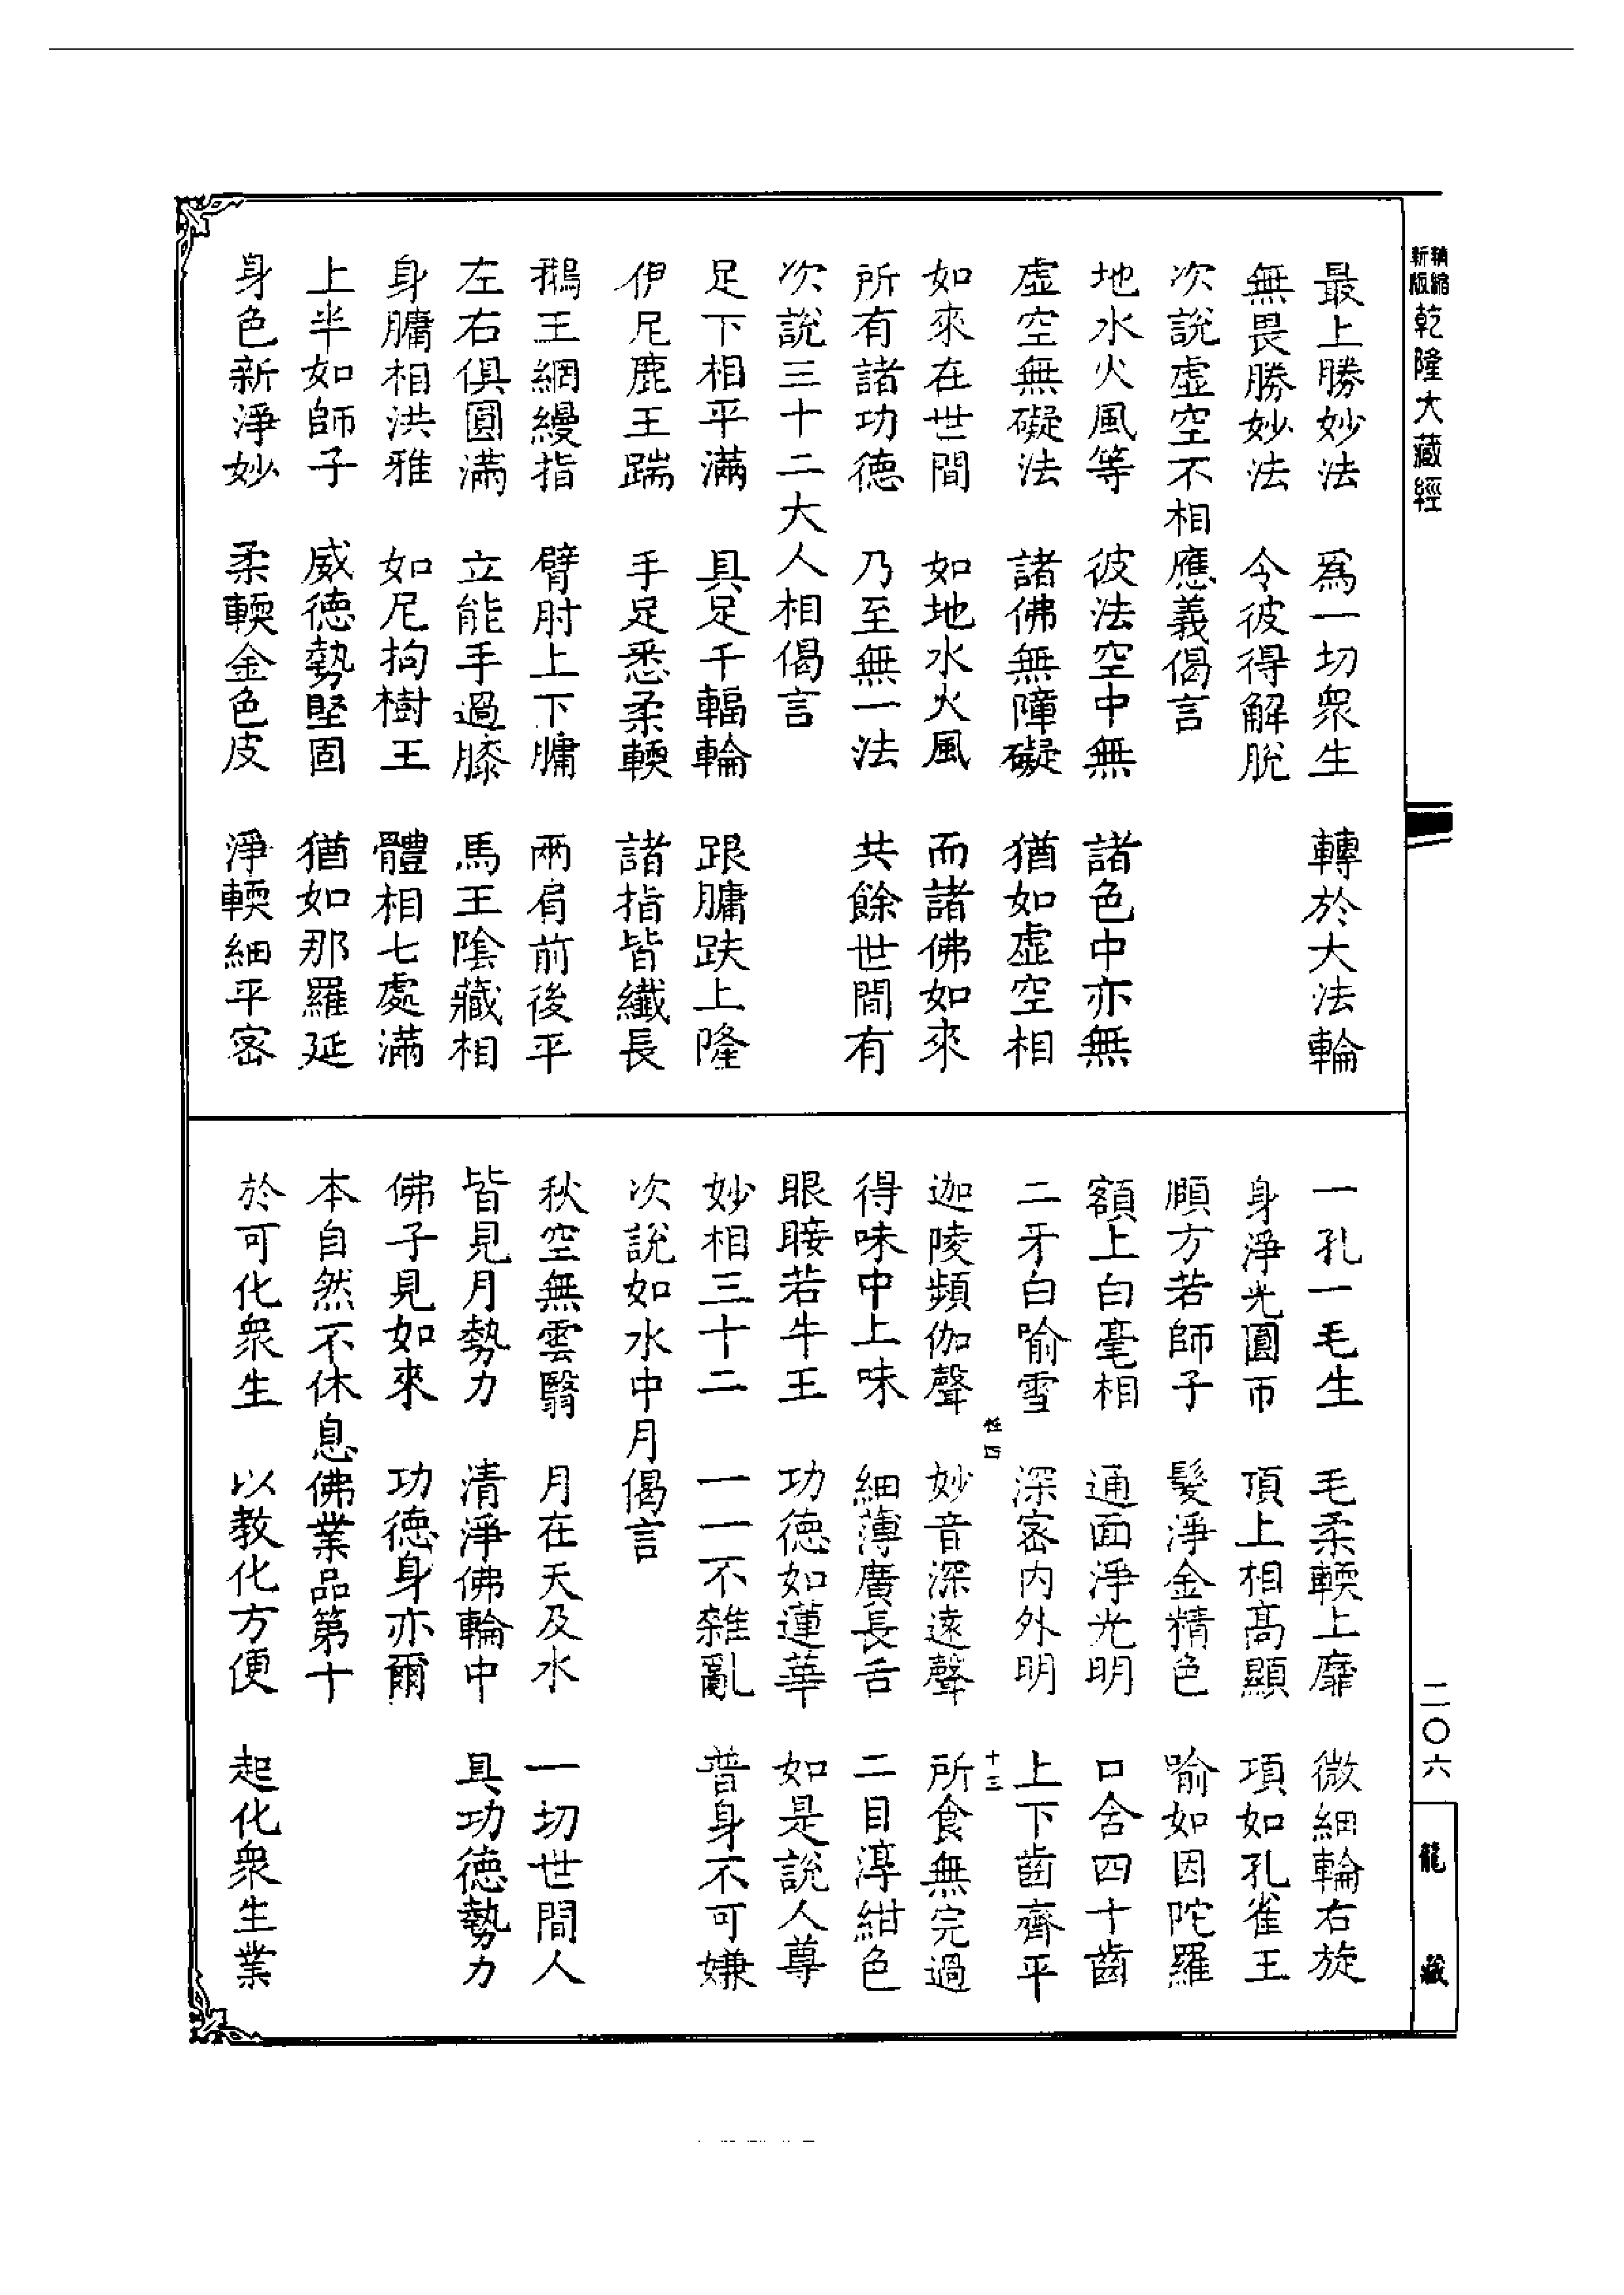 新編縮版 乾隆大藏經
最上勝妙法 爲一切衆生 轉於大法輪
無畏勝妙法 令彼得解脫
次說虛空不相應義偈言
地水火風等 彼法空中無 諸色中亦無
虛空無礙法 諸佛無障礙 猶如虛空相
如來在世間 如地水火風 而諸佛如來
所有諸功德 乃至無一法 共餘世間有
次說三十二大人相偈言
足下相平滿 具足千輻輪 跟膅趺上隆
伊尼鹿王踹 手足悉柔輭 諸指皆纖長
鵝王網縵指 臂肘上下膅 兩肩前後平
左右俱圓滿 立能手過膝 馬王陰藏相
身膅相洪雅 如尼拘樹王 體相七處滿
上半如師子 威德勢堅固 猶如那羅延
身色新淨妙 柔輭金色皮 淨輭細平密
一孔一毛生 毛柔輭上靡 微細輪右旋
身淨光圓帀 頂上相高顯 項如孔雀王
頤方若師子 髮淨金精色 喻如因陀羅
額上白毫相 通面淨光明 口含四十齒
二牙白喻雪 深密內外明 上下齒齊平
十三
迦陵頻伽聲 妙音深遠聲 所食無完過
得味中上味 細薄廣長舌 二目淳紺色
眼睫若牛王 功德如蓮華 如是說人尊
妙相三十二 一一不雜亂 普身不可嫌
次說如水中月偈言
秋空無雲翳 月在天及水 一切世間人
皆見月勢力 清淨佛輪中 具功德勢力
佛子見如來 功德身亦爾
本自然不休息佛業品第十
於可化衆生 以教化方便 起化衆生業
二〇六
龍藏